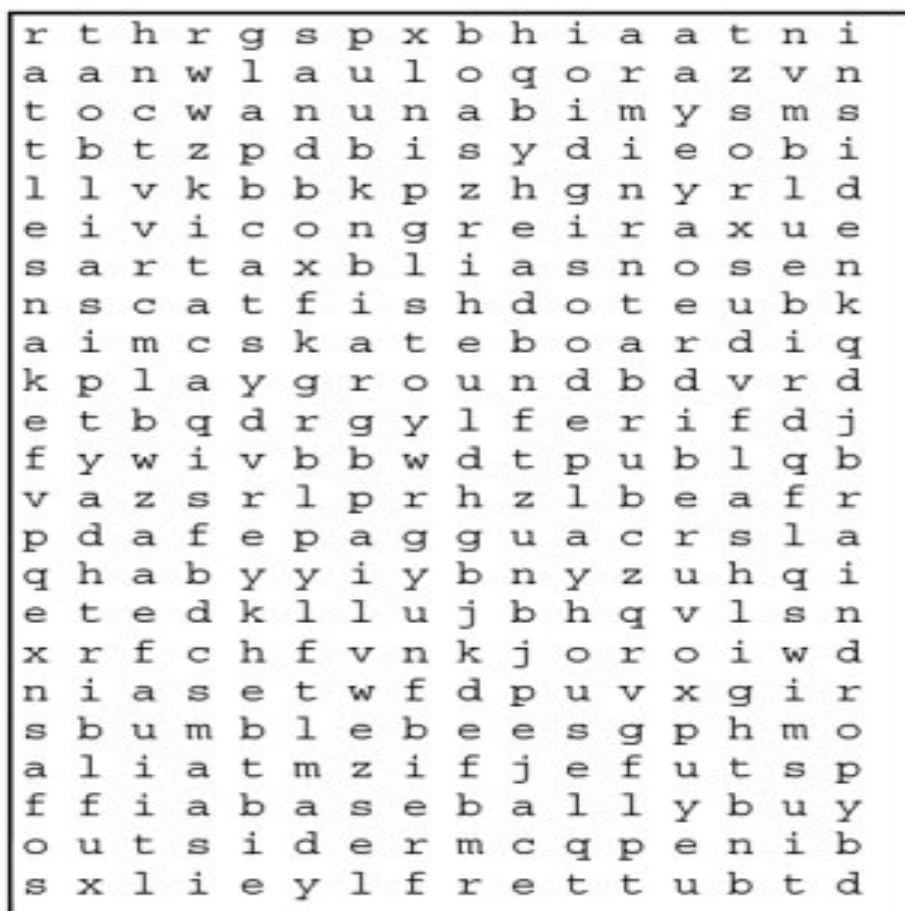 r t h r g s p x b h i a a t n i
a a n w l a u l o q o r a z v n
t o c w a n u n a b i m y s m s
t b t z p d b i s y d i e o b i
l l v k b b k p z h g n y r l d
e i v i c o n g r e i r a x u e
s a r t a x b l i a s n o s e n
n s c a t f i s h d o t e u b k
a i m c s k a t e b o a r d i q
k p l a y g r o u n d b d v r d
e t b q d r g y l f e r i f d j
f y w i v b b w d t p u b l q b
v a z s r l p r h z l b e a f r
p d a f e p a g g u a c r s l a
q h a b y y i y b n y z u h q i
e t e d k l l u j b h q v l s n
x r f c h f v n k j o r o i w d
n i a s e t w f d p u v x g i r
s b u m b l e b e e s g p h m o
a l i a t m z i f j e f u t s p
f f i a b a s e b a l l y b u y
o u t s i d e r m c q p e n i b
s x l i e y l f r e t t u b t d